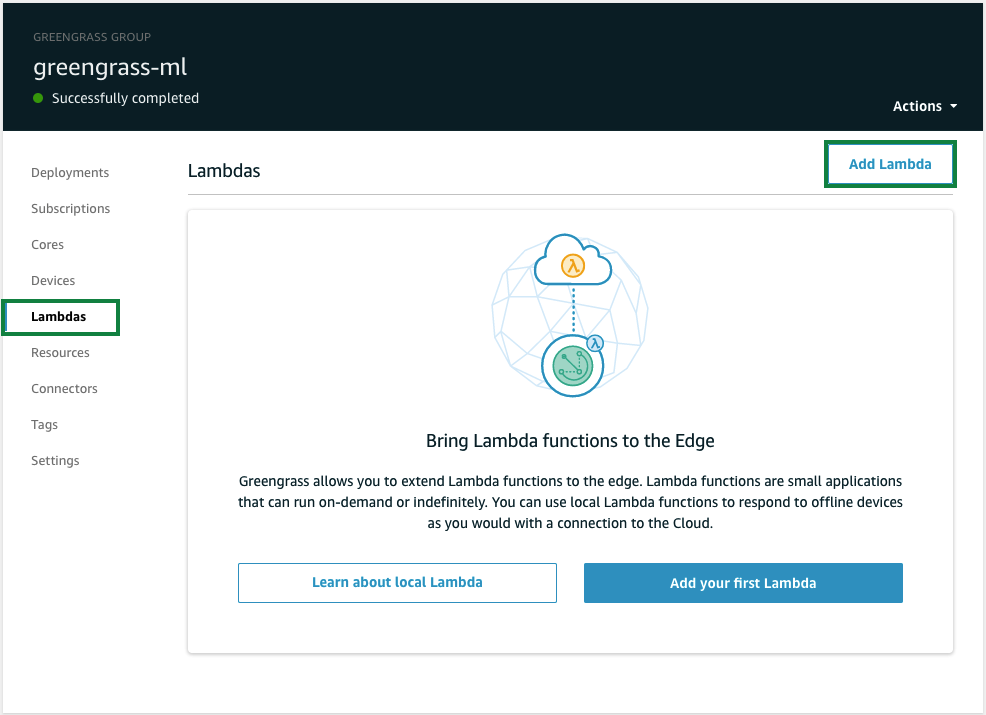 GREENGRASS GROUP
greengrass-ml
Successfully completed
Actions
Deployments
Subscriptions
Cores
Devices
Lambdas
Resources
Connectors
Tags
Settings
Lambdas
Add Lambda
λ
λ
Bring Lambda functions to the Edge
Greengrass allows you to extend Lambda functions to the edge. Lambda functions are small applications
that can run on-demand or indefinitely. You can use local Lambda functions to respond to offline devices
as you would with a connection to the Cloud.
Learn about local Lambda
Add your first Lambda